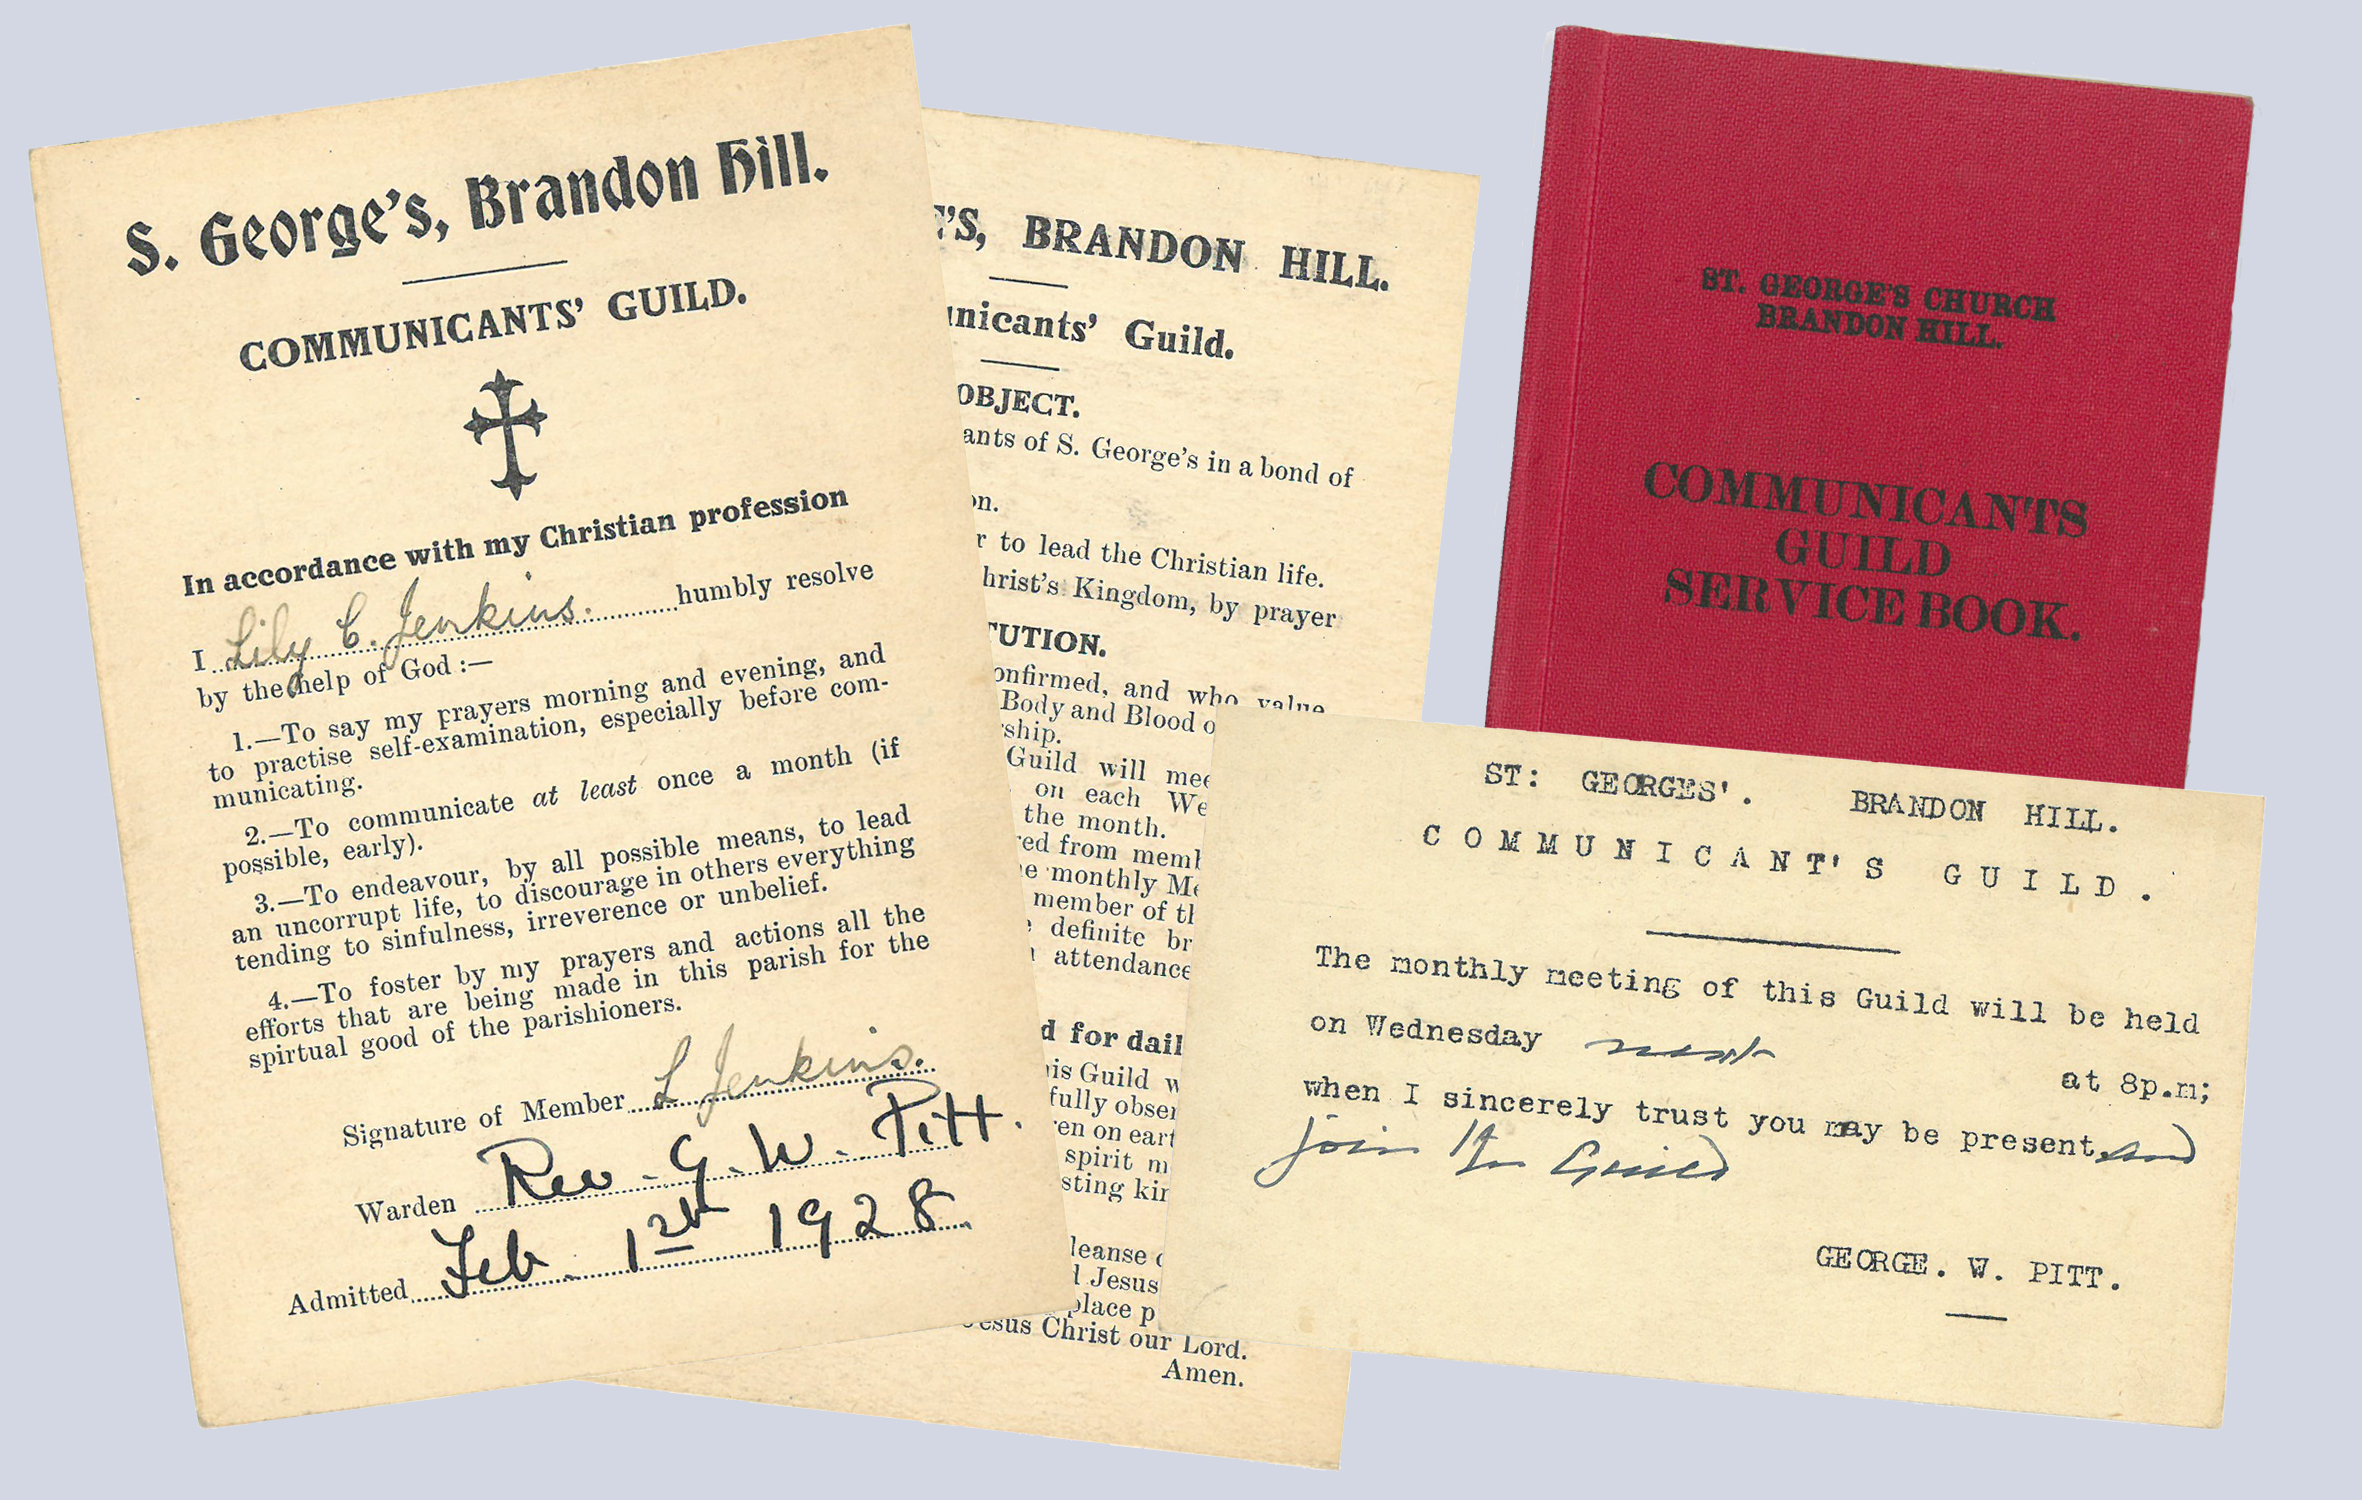 S. George's, Brandon Hill.
COMMUNICANTS' GUILD.
In accordance with my Christian profession
I Lily C. Jenkins. humbly resolve
by the help of God :—
1.—To say my prayers morning and evening, and
to practise self-examination, especially before com-
municating.
2.—To communicate at least once a month (if
possible, early).
3.—To endeavour, by all possible means, to lead
an uncorrupt life, to discourage in others everything
tending to sinfulness, irreverence or unbelief.
4.—To foster by my prayers and actions all the
efforts that are being made in this parish for the
spirtual good of the parishioners.
Signature of Member L Jenkins.
Warden Rev. G. W. Pitt.
Admitted Feb. 1st 1928
'S, BRANDON HILL.
nicants' Guild.
OBJECT.
ants of S. George's in a bond of
on.
r to lead the Christian life.
hrist's Kingdom, by prayer
TUTION.
onfirmed, and who value
Body and Blood o
ship.
Guild will mee
on each We
the month.
red from memb
e monthly Me
member of th
definite br
attendance
d for dail
is Guild w
fully obser
en on eart
spirit m
sting kin
leanse o
d Jesus
place p
Jesus Christ our Lord.
Amen.
ST. GEORGE'S CHURCH
BRANDON HILL.
COMMUNICANTS
GUILD
SERVICE BOOK.
ST: GEORGES'. BRANDON HILL.
COMMUNICANT'S GUILD.
The monthly meeting of this Guild will be held
on Wednesday next at 8p.m;
when I sincerely trust you may be present, and
join the Guild
GEORGE. W. PITT.